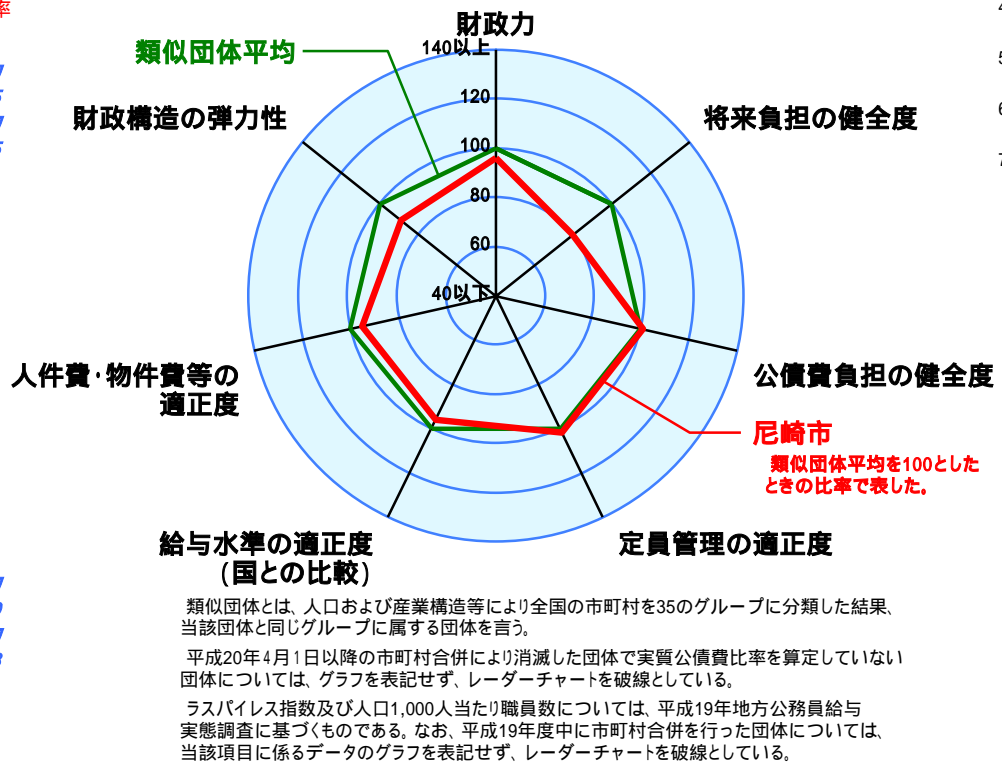 率
財政力
類似団体平均
140以上
120
100
80
60
40以下
財政構造の弾力性
将来負担の健全度
人件費・物件費等の
適正度
公債費負担の健全度
尼崎市
類似団体平均を100とした
ときの比率で表した。
給与水準の適正度
(国との比較)
定員管理の適正度
類似団体とは、人口および産業構造等により全国の市町村を35のグループに分類した結果、
当該団体と同じグループに属する団体を言う。
平成20年4月1日以降の市町村合併により消滅した団体で実質公債費比率を算定していない
団体については、グラフを表記せず、レーダーチャートを破線としている。
ラスパイレス指数及び人口1,000人当たり職員数については、平成19年地方公務員給与
実態調査に基づくものである。なお、平成19年度中に市町村合併を行った団体については、
当該項目に係るデータのグラフを表記せず、レーダーチャートを破線としている。